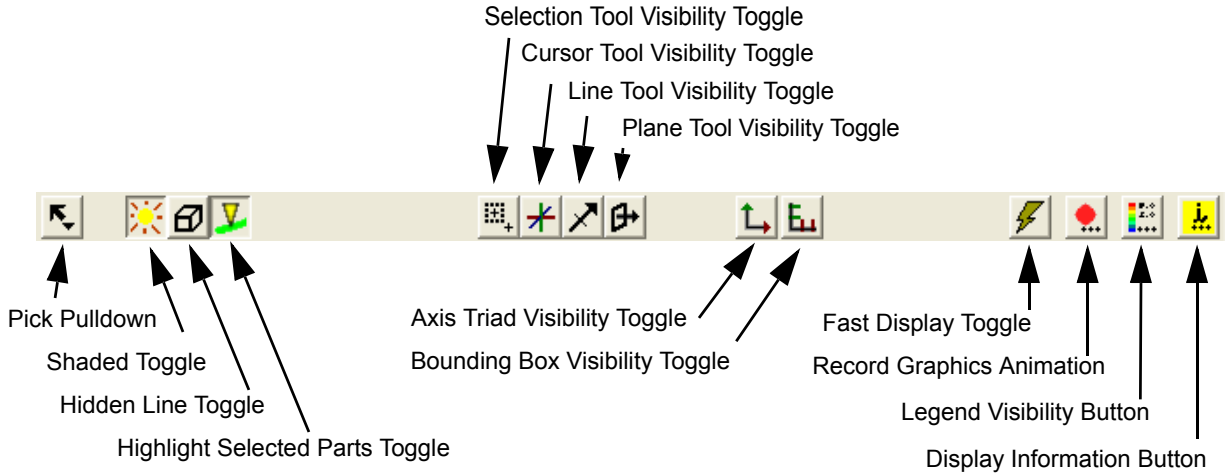 Selection Tool Visibility Toggle
Cursor Tool Visibility Toggle
Line Tool Visibility Toggle
Plane Tool Visibility Toggle
Pick Pulldown
Shaded Toggle
Hidden Line Toggle
Highlight Selected Parts Toggle
Axis Triad Visibility Toggle
Bounding Box Visibility Toggle
Fast Display Toggle
Record Graphics Animation
Legend Visibility Button
Display Information Button